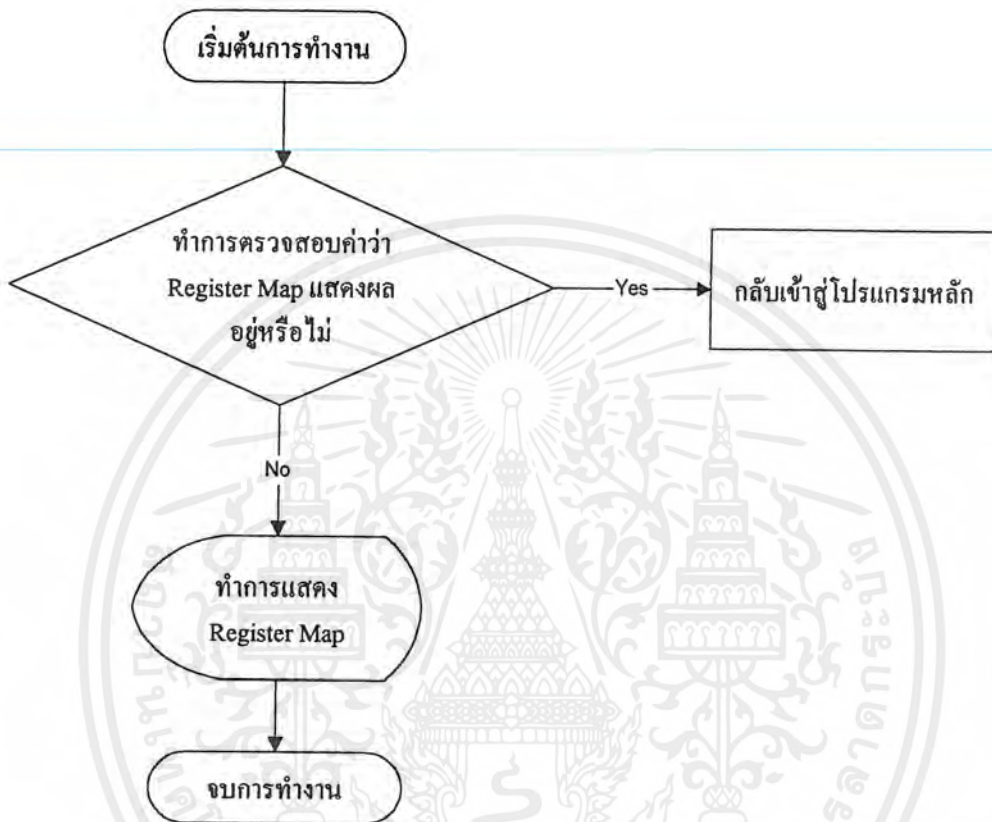 เริ่มต้นการทำงาน
ทำการตรวจสอบค่าว่า
Register Map แสดงผล
อยู่หรือไม่
Yes
กลับเข้าสู่โปรแกรมหลัก
No
ทำการแสดง
Register Map
จบการทำงาน